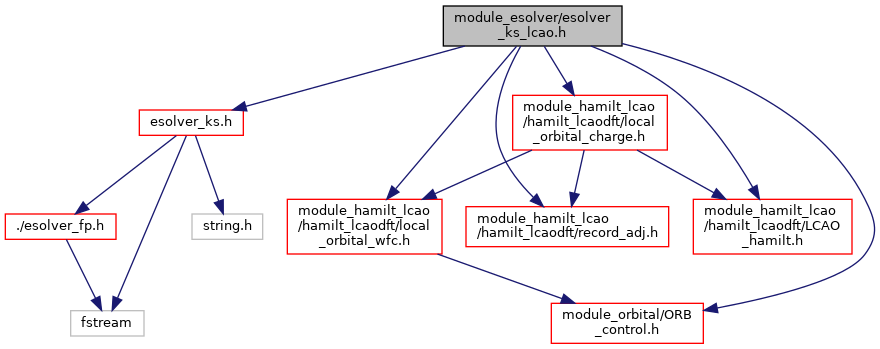 module_esolver/esolver
_ks_lcao.h
esolver_ks.h
module_hamilt_lcao
/hamilt_lcaodft/local
_orbital_charge.h
./esolver_fp.h
string.h
module_hamilt_lcao
/hamilt_lcaodft/local
_orbital_wfc.h
module_hamilt_lcao
/hamilt_lcaodft/record_adj.h
module_hamilt_lcao
/hamilt_lcaodft/LCAO
_hamilt.h
fstream
module_orbital/ORB
_control.h